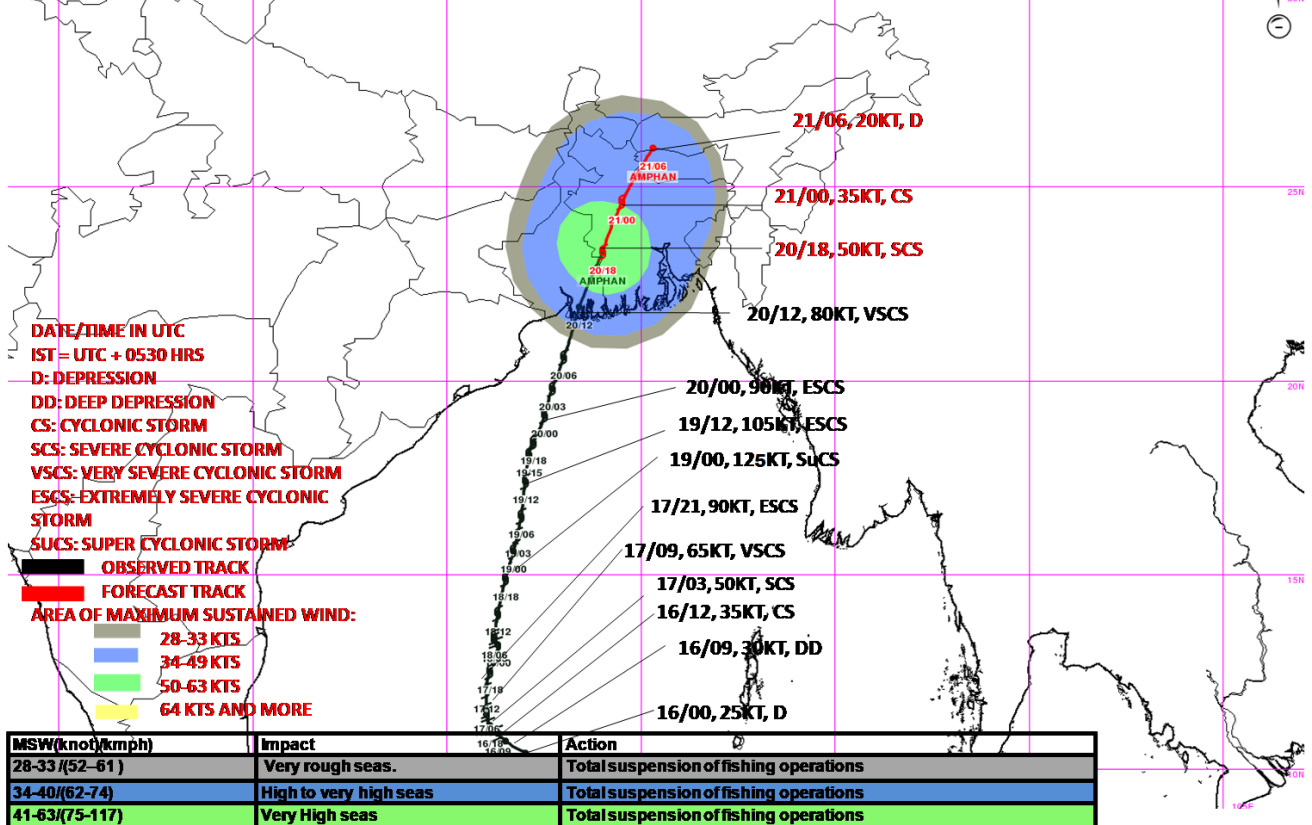 21/06, 20KT, D
21/06
AMPHAN
21/00, 35KT, CS
25N
21/00
20/18, 50KT, SCS
20/18
AMPHAN
20/12, 80KT, VSCS
20/12
DATE/TIME IN UTC
IST = UTC + 0530 HRS
D: DEPRESSION
DD: DEEP DEPRESSION
CS: CYCLONIC STORM
SCS: SEVERE CYCLONIC STORM
VSCS: VERY SEVERE CYCLONIC STORM
ESCS: EXTREMELY SEVERE CYCLONIC
STORM
SUCS: SUPER CYCLONIC STORM
OBSERVED TRACK
FORECAST TRACK
AREA OF MAXIMUM SUSTAINED WIND:
28-33 KTS
34-49 KTS
50-63 KTS
64 KTS AND MORE
20/06
20/03
20/00
19/18
19/15
19/12
19/06
19/03
19/00
18/18
18/12
18/06
17/18
17/12
17/06
16/18
16/09
20/00, 90KT, ESCS
20N
19/12, 105KT, ESCS
19/00, 125KT, SuCS
17/21, 90KT, ESCS
17/09, 65KT, VSCS
15N
17/03, 50KT, SCS
16/12, 35KT, CS
16/09, 30KT, DD
16/00, 25KT, D
10N
105E
MSW(knot)/kmph) Impact Action
28-33 /(52–61 ) Very rough seas. Total suspension of fishing operations
34-40/(62-74) High to very high seas Total suspension of fishing operations
41-63/(75-117) Very High seas Total suspension of fishing operations